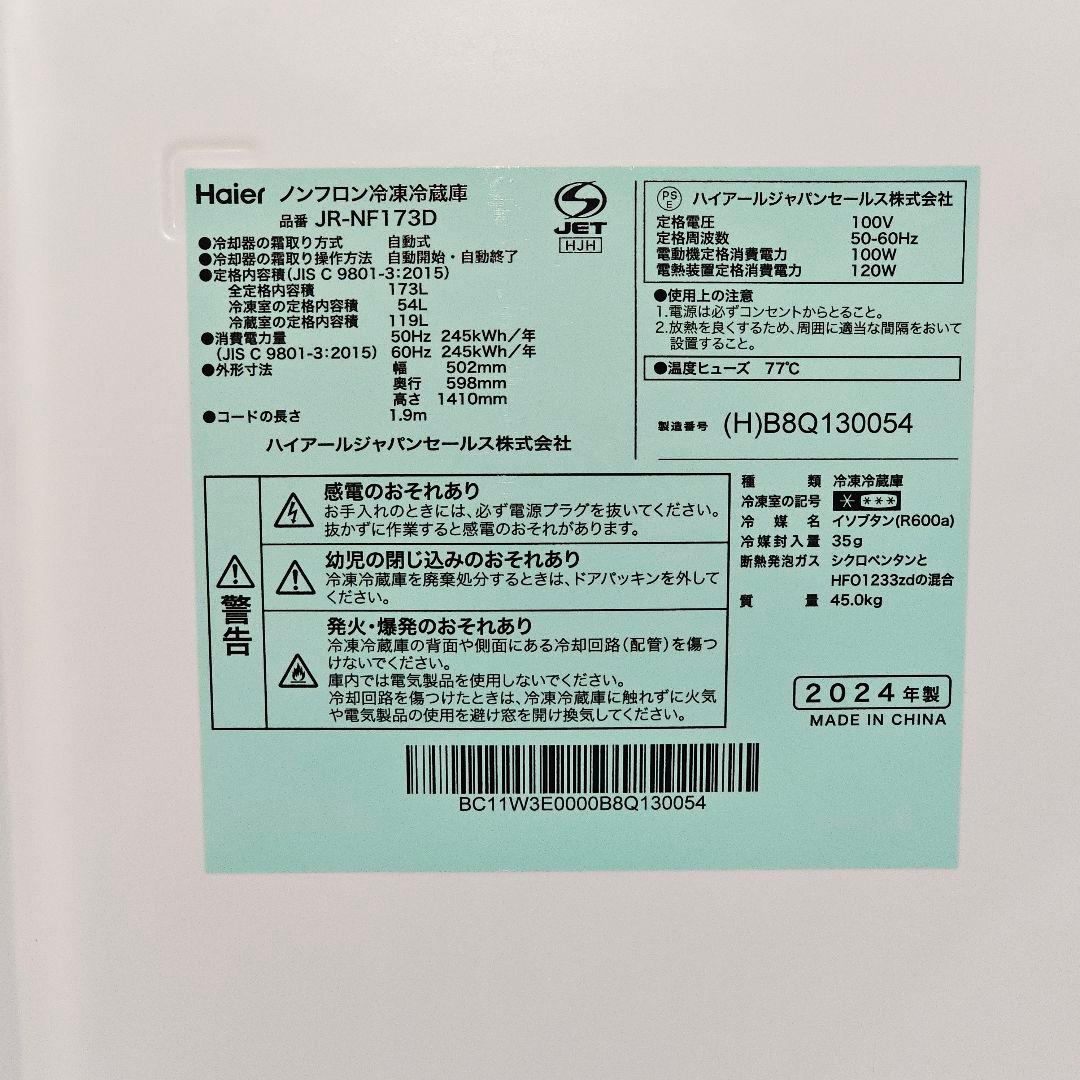 Haier ノンフロン冷凍冷蔵庫
品番 JR-NF173D
●冷却器の霜取り方式 自動式
●冷却器の霜取り操作方法 自動開始・自動終了
●定格内容積(JIS C 9801-3:2015)
全定格内容積 173L
冷凍室の定格内容積 54L
冷蔵室の定格内容積 119L
●消費電力量 50Hz 245kWh/年
(JIS C 9801-3:2015) 60Hz 245kWh/年
●外形寸法 幅 502mm
奥行 598mm
高さ 1410mm
●コードの長さ 1.9m
ハイアールジャパンセールス株式会社
JET
HJH
PSE ハイアールジャパンセールス株式会社
定格電圧 100V
定格周波数 50-60Hz
電動機定格消費電力 100W
電熱装置定格消費電力 120W
●使用上の注意
1.電源は必ずコンセントからとること。
2.放熱を良くするため、周囲に適当な間隔をおいて
設置すること。
●温度ヒューズ 77℃
製造番号 (H)B8Q130054
警告
感電のおそれあり
お手入れのときには、必ず電源プラグを抜いてください。
抜かずに作業すると感電のおそれがあります。
幼児の閉じ込みのおそれあり
冷凍冷蔵庫を廃棄処分するときは、ドアパッキンを外して
ください。
発火・爆発のおそれあり
冷凍冷蔵庫の背面や側面にある冷却回路(配管)を傷つ
けないでください。
庫内では電気製品を使用しないでください。
冷却回路を傷つけたときは、冷凍冷蔵庫に触れずに火気
や電気製品の使用を避け窓を開け換気してください。
種類 冷凍冷蔵庫
冷凍室の記号 * ***
冷媒名 イソブタン(R600a)
冷媒封入量 35g
断熱発泡ガス シクロペンタンと
HFO1233zdの混合
質量 45.0kg
2024年製
MADE IN CHINA
BC11W3E0000B8Q130054